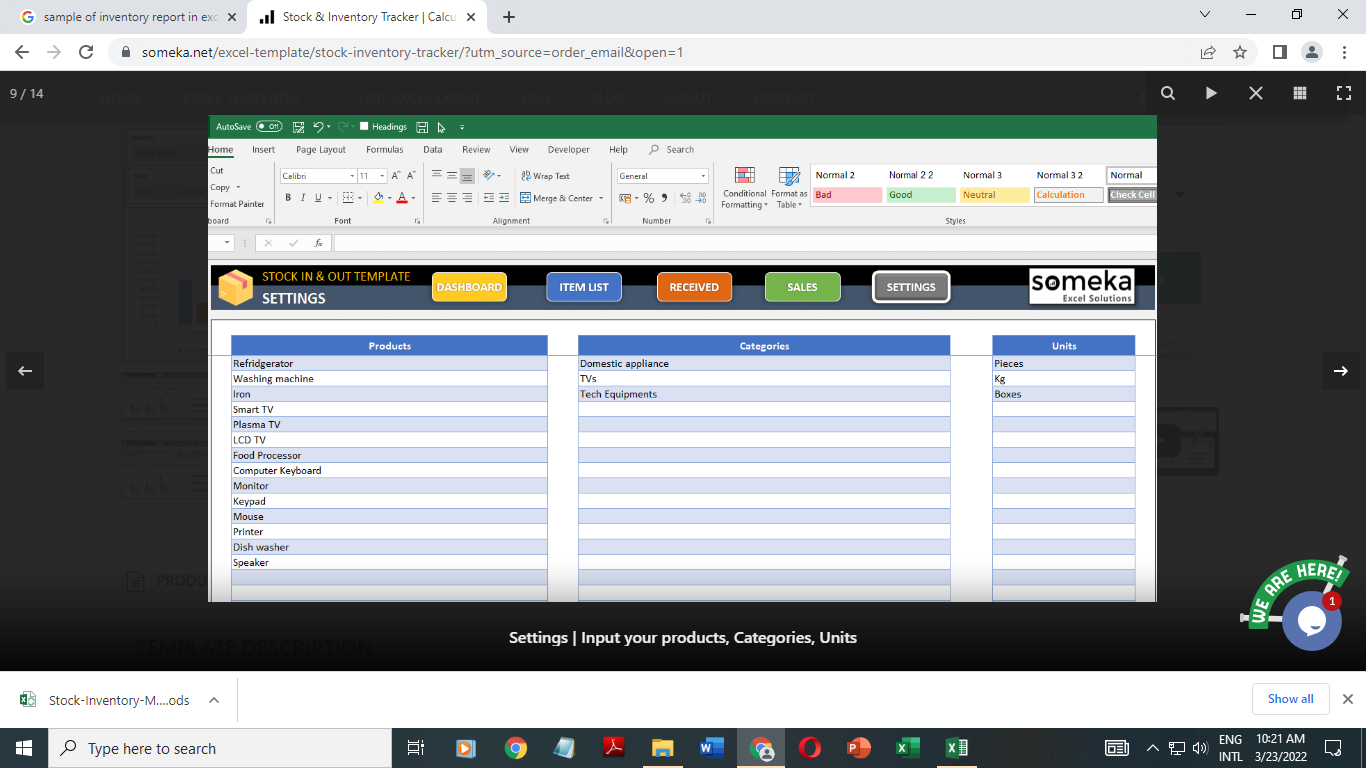 sample of inventory report in exc
Stock & Inventory Tracker | Calcu
someka.net/excel-template/stock-inventory-tracker/?utm_source=order_email&open=1
9 / 14
AutoSave Off Headings
Home Insert Page Layout Formulas Data Review View Developer Help Search
Cut
Copy
Format Painter
board
Calibri 11
B I U
Font
Wrap Text
Merge & Center
Alignment
General
Number
Conditional Formatting
Format as Table
Normal 2 Normal 2 2 Normal 3 Normal 3 2 Normal
Bad Good Neutral Calculation Check Cell
Styles
fx
STOCK IN & OUT TEMPLATE
SETTINGS
DASHBOARD ITEM LIST RECEIVED SALES SETTINGS
someka
Excel Solutions
Products Categories Units
Refridgerator Domestic appliance Pieces
Washing machine TVs Kg
Iron Tech Equipments Boxes
Smart TV
Plasma TV
LCD TV
Food Processor
Computer Keyboard
Monitor
Keypad
Mouse
Printer
Dish washer
Speaker
WE ARE HERE!
1
Settings | Input your products, Categories, Units
TEMPLATE DESCRIPTION
Stock-Inventory-M....ods
Show all
Type here to search
ENG
INTL
10:21 AM
3/23/2022